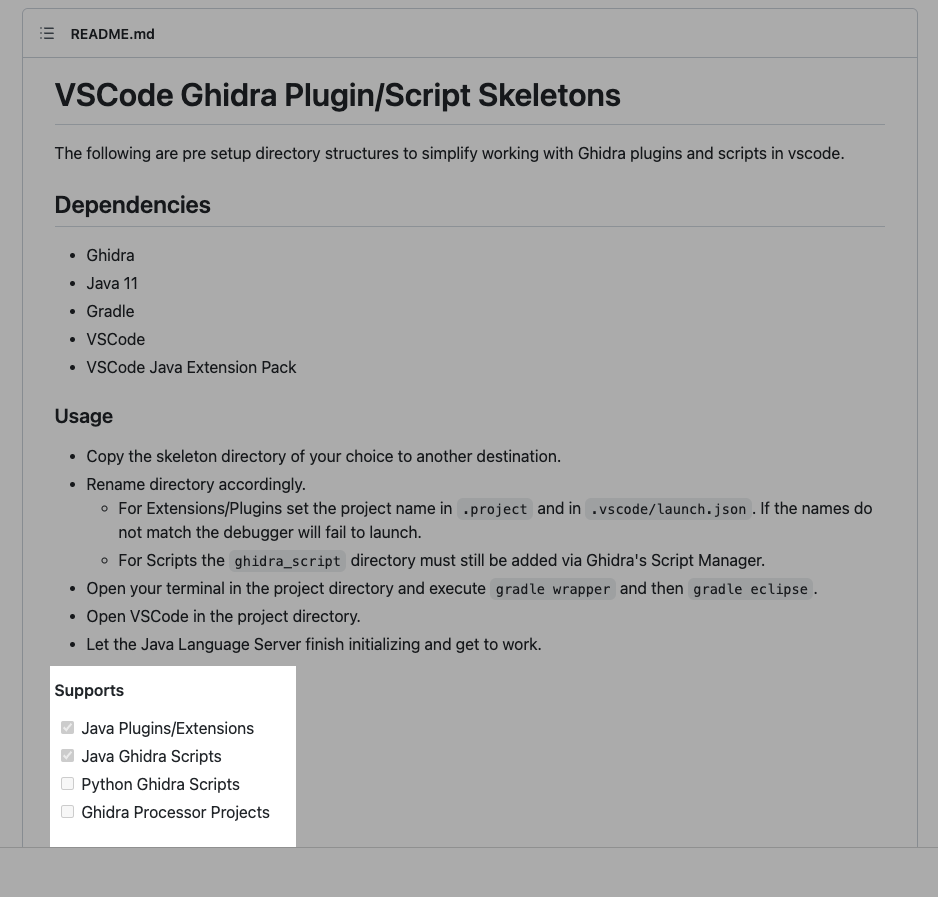 README.md
VSCode Ghidra Plugin/Script Skeletons
The following are pre setup directory structures to simplify working with Ghidra plugins and scripts in vscode.
Dependencies
Ghidra
Java 11
Gradle
VSCode
VSCode Java Extension Pack
Usage
Copy the skeleton directory of your choice to another destination.
Rename directory accordingly.
For Extensions/Plugins set the project name in .project and in .vscode/launch.json. If the names do
not match the debugger will fail to launch.
For Scripts the ghidra_script directory must still be added via Ghidra's Script Manager.
Open your terminal in the project directory and execute gradle wrapper and then gradle eclipse.
Open VSCode in the project directory.
Let the Java Language Server finish initializing and get to work.
Supports
Java Plugins/Extensions
Java Ghidra Scripts
Python Ghidra Scripts
Ghidra Processor Projects